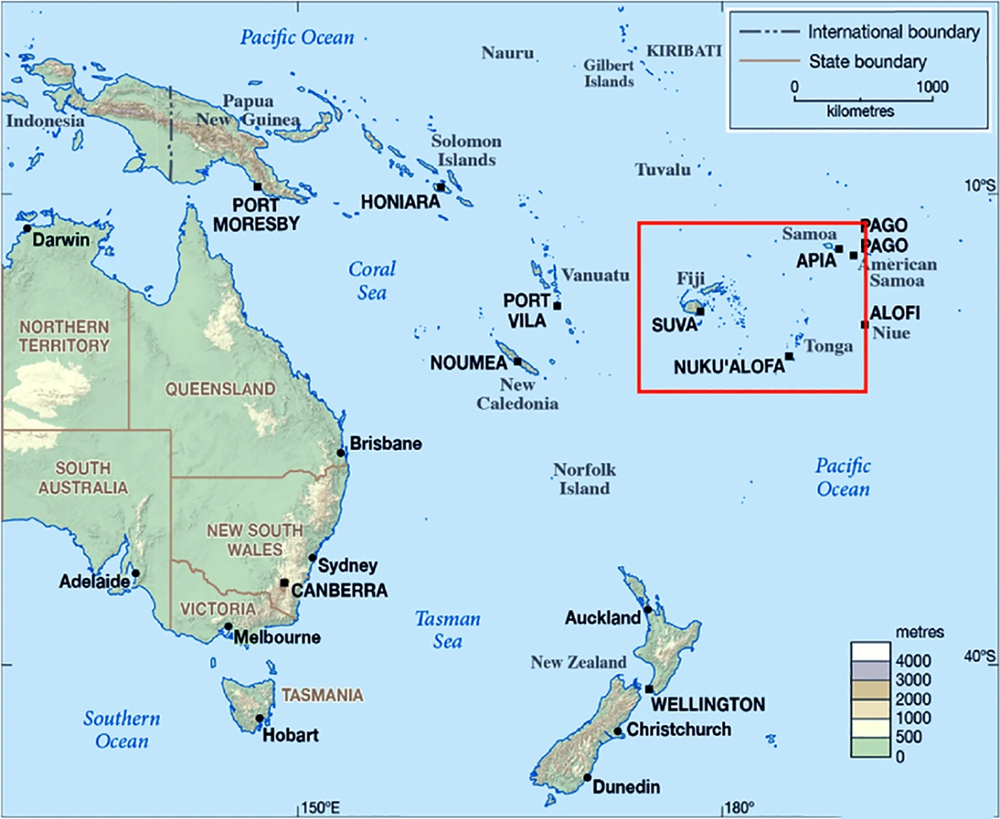 Pacific Ocean
Nauru
KIRIBATI
Gilbert
Islands
International boundary
State boundary
0
1000
kilometres
Indonesia
Papua
New Guinea
Solomon
Islands
Tuvalu
10°S
PORT
MORESBY
HONIARA
Darwin
Samoa
PAGO
PAGO
APIA
American
Samoa
Coral
Sea
Vanuatu
Fiji
PORT
VILA
SUVA
ALOFI
Niue
NORTHERN
TERRITORY
Tonga
NOUMEA
NUKU'ALOFA
New
Caledonia
QUEENSLAND
Brisbane
SOUTH
AUSTRALIA
Norfolk
Island
Pacific
Ocean
NEW SOUTH
WALES
Sydney
Adelaide
CANBERRA
VICTORIA
Melbourne
Tasman
Sea
Auckland
New Zealand
metres
4000
3000
2000
1000
500
0
40°S
TASMANIA
WELLINGTON
Southern
Ocean
Hobart
Christchurch
Dunedin
150°E
180°